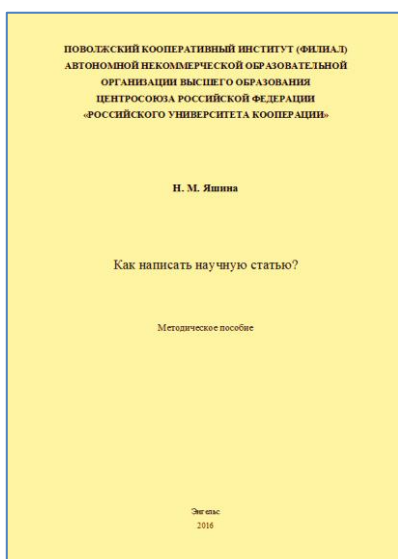 ПОВОЛЖСКИЙ КООПЕРАТИВНЫЙ ИНСТИТУТ (ФИЛИАЛ)
АВТОНОМНОЙ НЕКОММЕРЧЕСКОЙ ОБРАЗОВАТЕЛЬНОЙ
ОРГАНИЗАЦИИ ВЫСШЕГО ОБРАЗОВАНИЯ
ЦЕНТРОСОЮЗА РОССИЙСКОЙ ФЕДЕРАЦИИ
«РОССИЙСКОГО УНИВЕРСИТЕТА КООПЕРАЦИИ»
Н. М. Яшина
Как написать научную статью?
Методическое пособие
Энгельс
2016